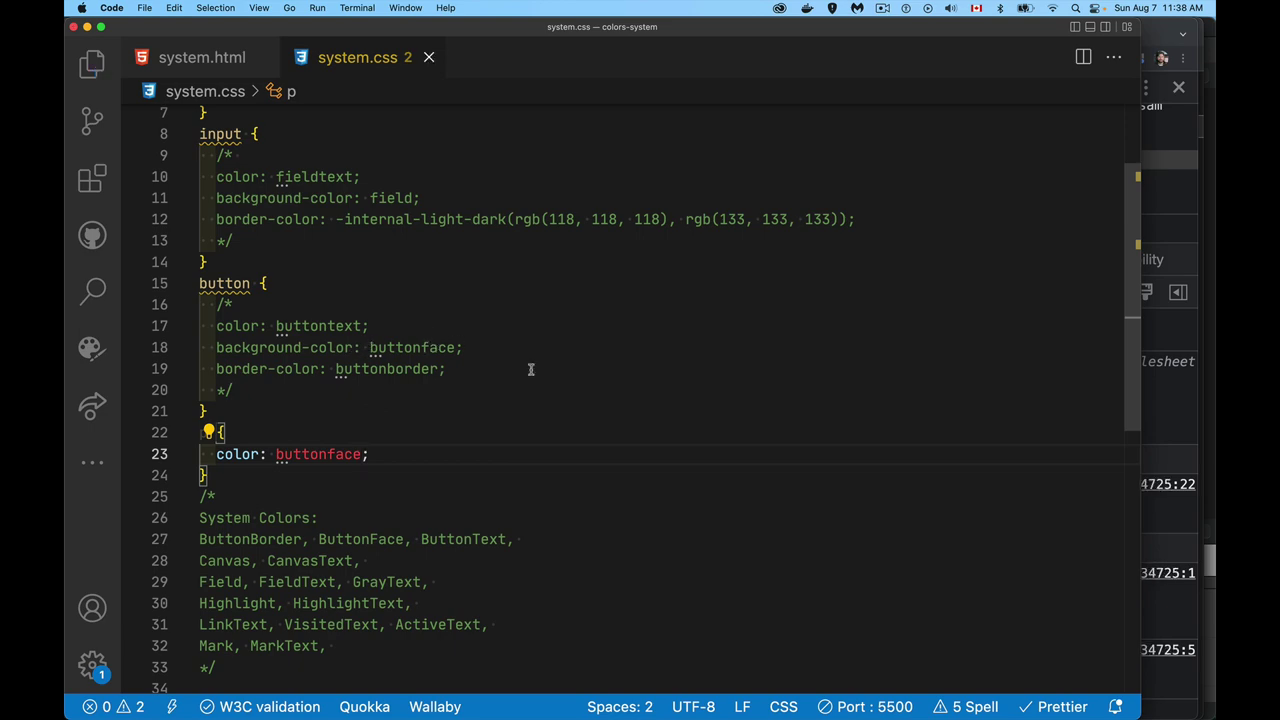 Code File Edit Selection View Go Run Terminal Window Help Sun Aug 7 11:38 AM
system.css — colors-system
system.html system.css 2
system.css > p
7 }
8 input {
9 /*
10 color: fieldtext;
11 background-color: field;
12 border-color: -internal-light-dark(rgb(118, 118, 118), rgb(133, 133, 133));
13 */
14 }
15 button {
16 /*
17 color: buttontext;
18 background-color: buttonface;
19 border-color: buttonborder;
20 */
21 }
22 {
23 color: buttonface;
24 }
25 /*
26 System Colors:
27 ButtonBorder, ButtonFace, ButtonText,
28 Canvas, CanvasText,
29 Field, FieldText, GrayText,
30 Highlight, HighlightText,
31 LinkText, VisitedText, ActiveText,
32 Mark, MarkText,
33 */
34
bility
lesheet
34725:22
34725:1
34725:5
1
0 2 W3C validation Quokka Wallaby Spaces: 2 UTF-8 LF CSS Port : 5500 5 Spell Prettier